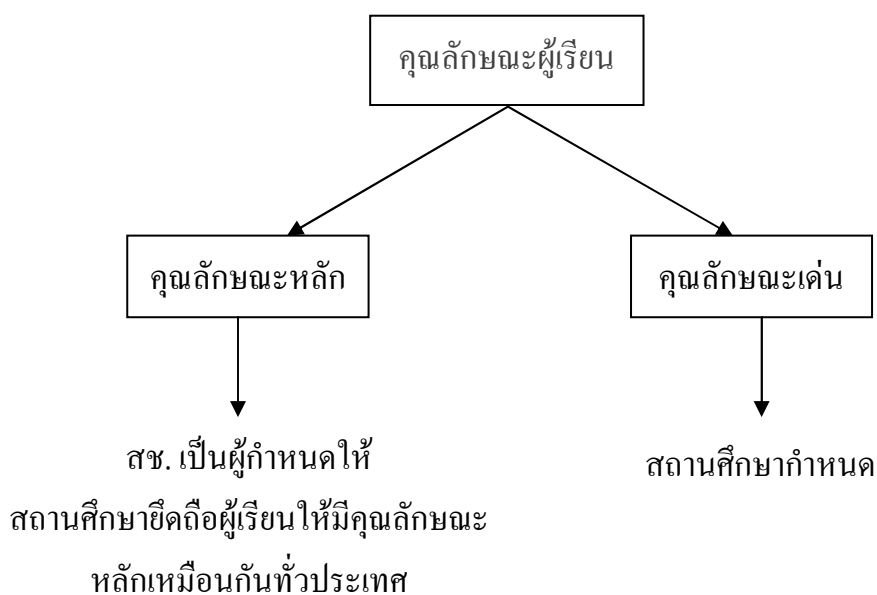 คุณลักษณะผู้เรียน
คุณลักษณะหลัก
คุณลักษณะเด่น
สช. เป็นผู้กำหนดให้
สถานศึกษายึดถือผู้เรียนให้มีคุณลักษณะ
หลักเหมือนกันทั่วประเทศ
สถานศึกษากำหนด